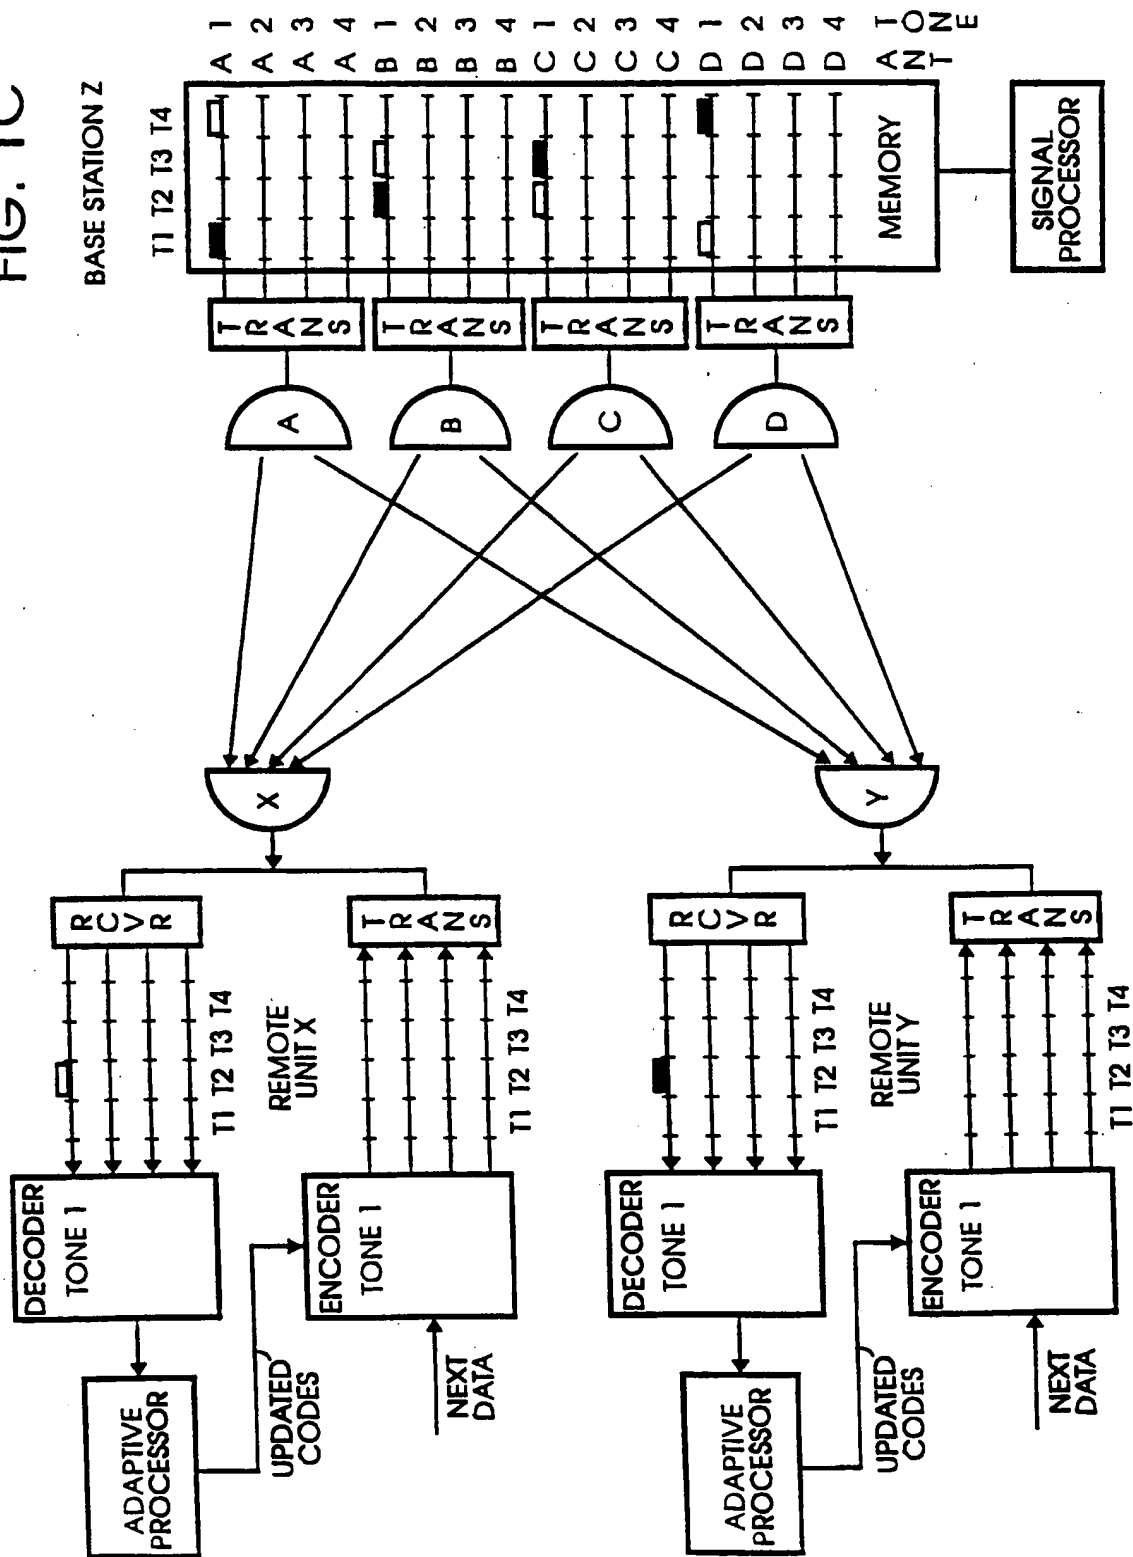 FIG. 1C
BASE STATION Z
T1 T2 T3 T4
A 1
A 2
A 3
A 4
B 1
B 2
B 3
B 4
C 1
C 2
C 3
C 4
D 1
D 2
D 3
D 4
ANT
TONE
MEMORY
SIGNAL
PROCESSOR
TRANS
TRANS
TRANS
TRANS
A
B
C
D
X
Y
RCVR
TRANS
T1 T2 T3 T4
REMOTE
UNIT X
T1 T2 T3 T4
DECODER
TONE 1
ENCODER
TONE 1
ADAPTIVE
PROCESSOR
UPDATED
CODES
NEXT
DATA
RCVR
TRANS
T1 T2 T3 T4
REMOTE
UNIT Y
T1 T2 T3 T4
DECODER
TONE 1
ENCODER
TONE 1
ADAPTIVE
PROCESSOR
UPDATED
CODES
NEXT
DATA